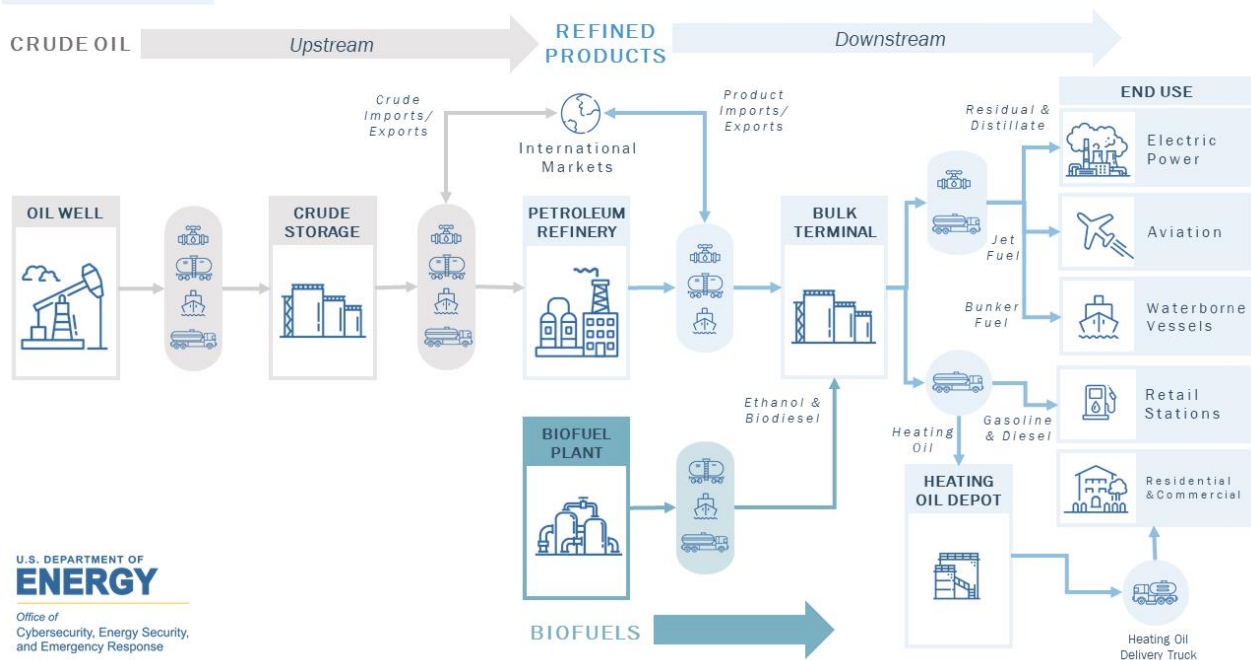 CRUDE OIL
Upstream
REFINED
PRODUCTS
Downstream
Crude
Imports/
Exports
International
Markets
Product
Imports/
Exports
Residual &
Distillate
END USE
Electric
Power
OIL WELL
CRUDE
STORAGE
PETROLEUM
REFINERY
BULK
TERMINAL
Jet
Fuel
Aviation
Bunker
Fuel
Waterborne
Vessels
Ethanol &
Biodiesel
Heating
Oil
Gasoline
& Diesel
Retail
Stations
BIOFUEL
PLANT
HEATING
OIL DEPOT
Residential
&Commercial
U.S. DEPARTMENT OF
ENERGY
Office of
Cybersecurity, Energy Security,
and Emergency Response
BIOFUELS
Heating Oil
Delivery Truck